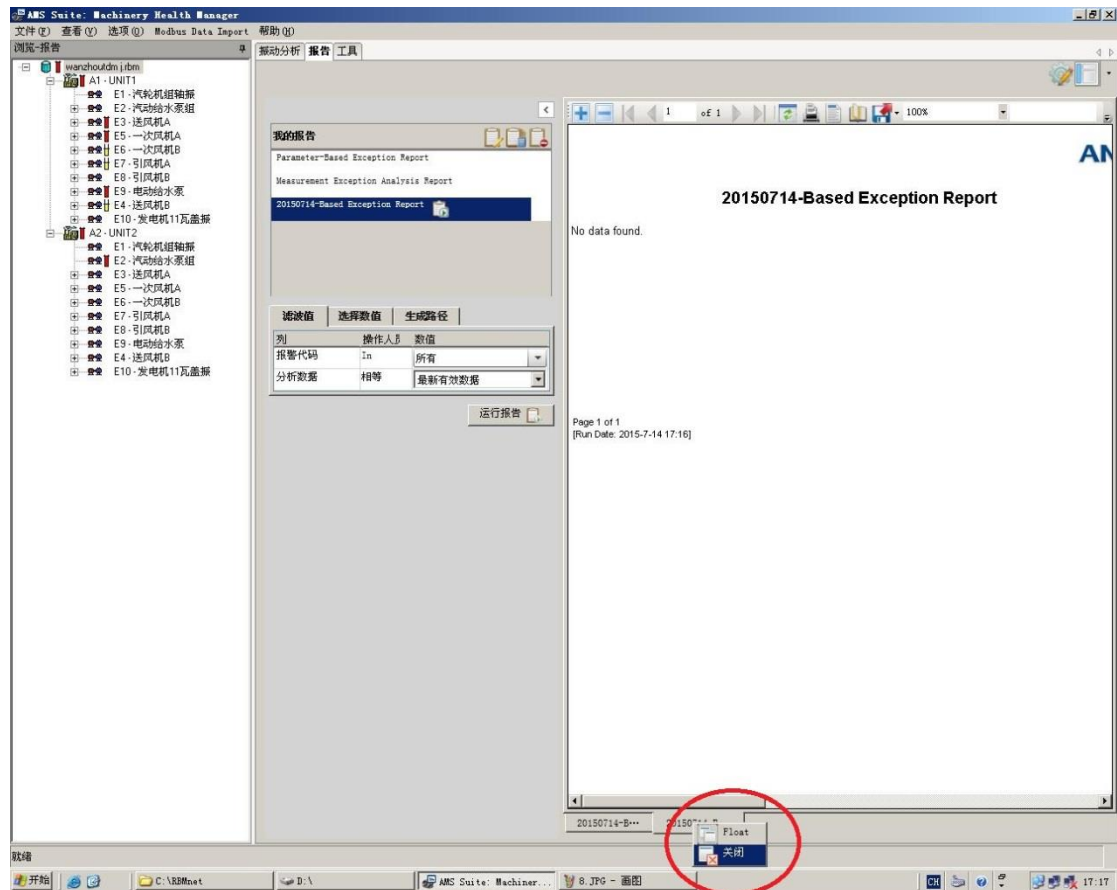 AMS Suite: Machinery Health Manager
文件(F) 查看(V) 选项(O) Modbus Data Import 帮助(H)
浏览-报告
振动分析 报告 工具
wanzhoutdmj.rbm
A1 - UNIT1
E1 - 汽轮机组轴振
E2 - 汽动给水泵组
E3 - 送风机A
E5 - 一次风机A
E6 - 一次风机B
E7 - 引风机A
E8 - 引风机B
E9 - 电动给水泵
E4 - 送风机B
E10 - 发电机11瓦盖振
A2 - UNIT2
E1 - 汽轮机组轴振
E2 - 汽动给水泵组
E3 - 送风机A
E5 - 一次风机A
E6 - 一次风机B
E7 - 引风机A
E8 - 引风机B
E9 - 电动给水泵
E4 - 送风机B
E10 - 发电机11瓦盖振
我的报告
Parameter-Based Exception Report
Measurement Exception Analysis Report
20150714-Based Exception Report
滤波值 选择数值 生成路径
列 操作人员 数值
报警代码 In 所有
分析数据 相等 最新有效数据
运行报告
1 of 1 100%
AM
20150714-Based Exception Report
No data found.
Page 1 of 1
[Run Date: 2015-7-14 17:16]
20150714-B...
Float
关闭
就绪
开始 C:\RBMnet D:\ AMS Suite: Machiner... 8.JPG - 画图 CH 17:17